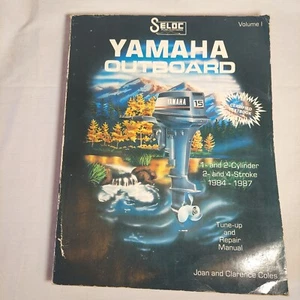 SELOC
Volume I
YAMAHA
OUTBOARD
YAMAHA
15
1- and 2-Cylinder
2- and 4-Stroke
1984 - 1987
Tune-up
and
Repair
Manual
Joan and Clarence Coles